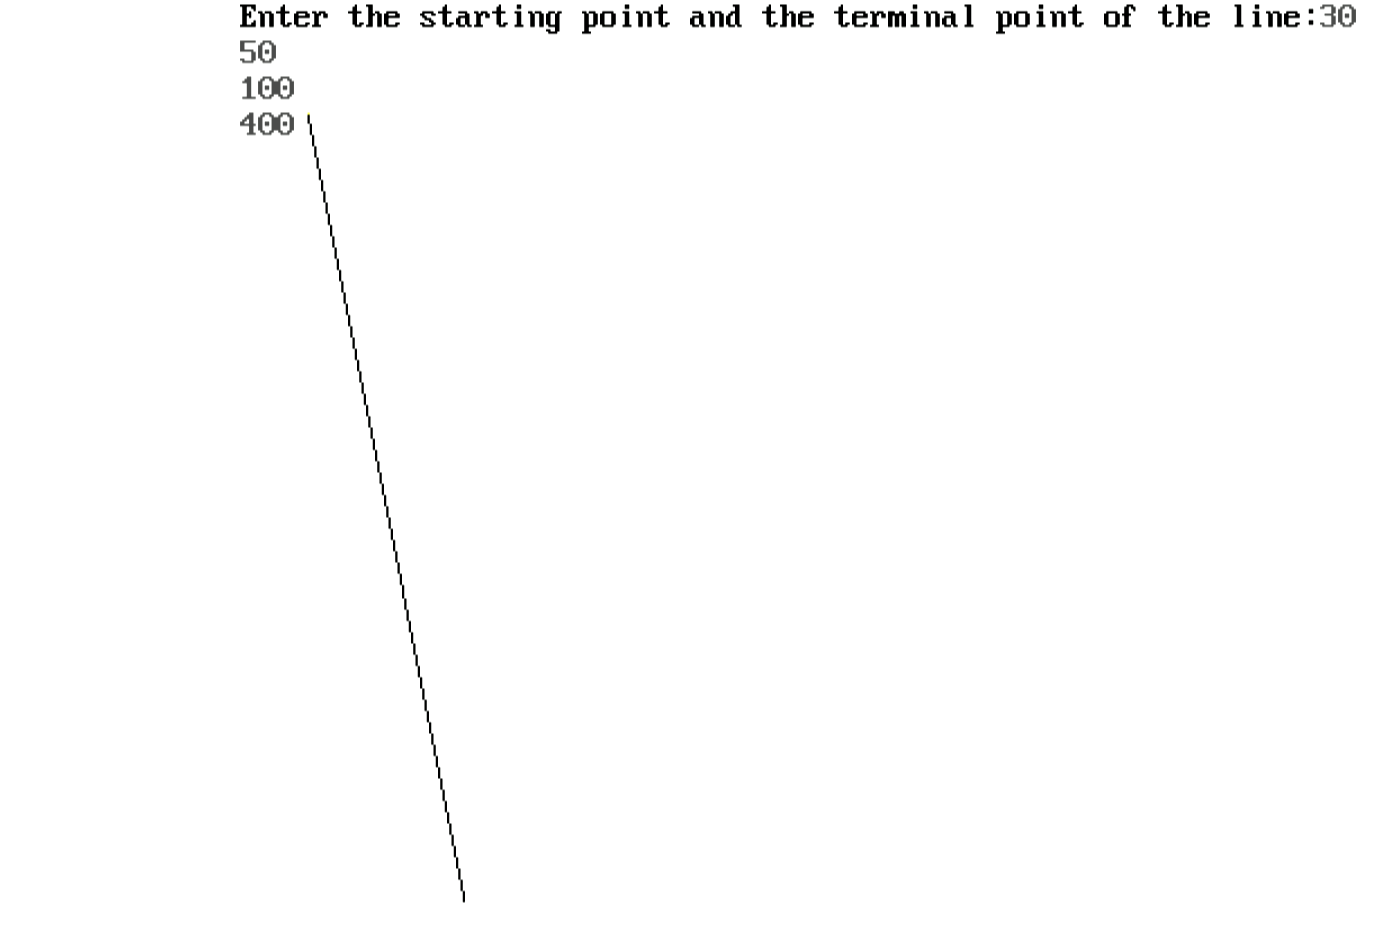 Enter the starting point and the terminal point of the line:30
50
100
400